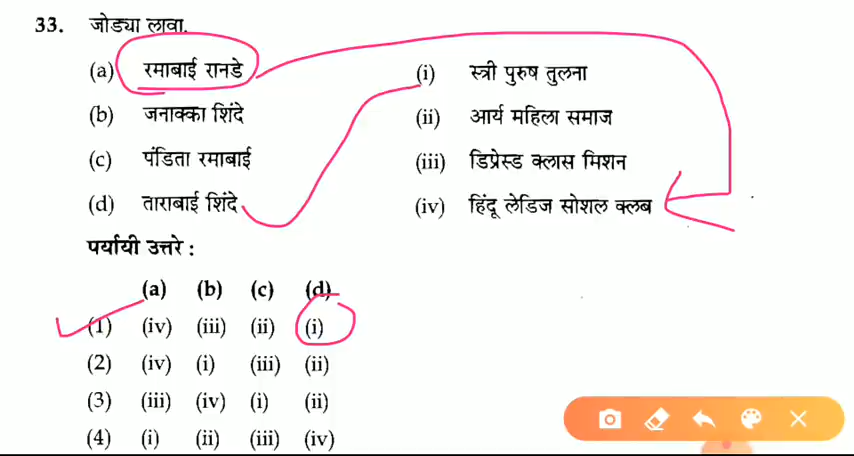 33. जोड्या लावा.
(a) रमाबाई रानडे (i) स्त्री पुरुष तुलना
(b) जनाक्का शिंदे (ii) आर्य महिला समाज
(c) पंडिता रमाबाई (iii) डिप्रेस्ड क्लास मिशन
(d) ताराबाई शिंदे (iv) हिंदू लेडिज सोशल क्लब
पर्यायी उत्तरे :
(a) (b) (c) (d)
(1) (iv) (iii) (ii) (i)
(2) (iv) (i) (iii) (ii)
(3) (iii) (iv) (i) (ii)
(4) (i) (ii) (iii) (iv)